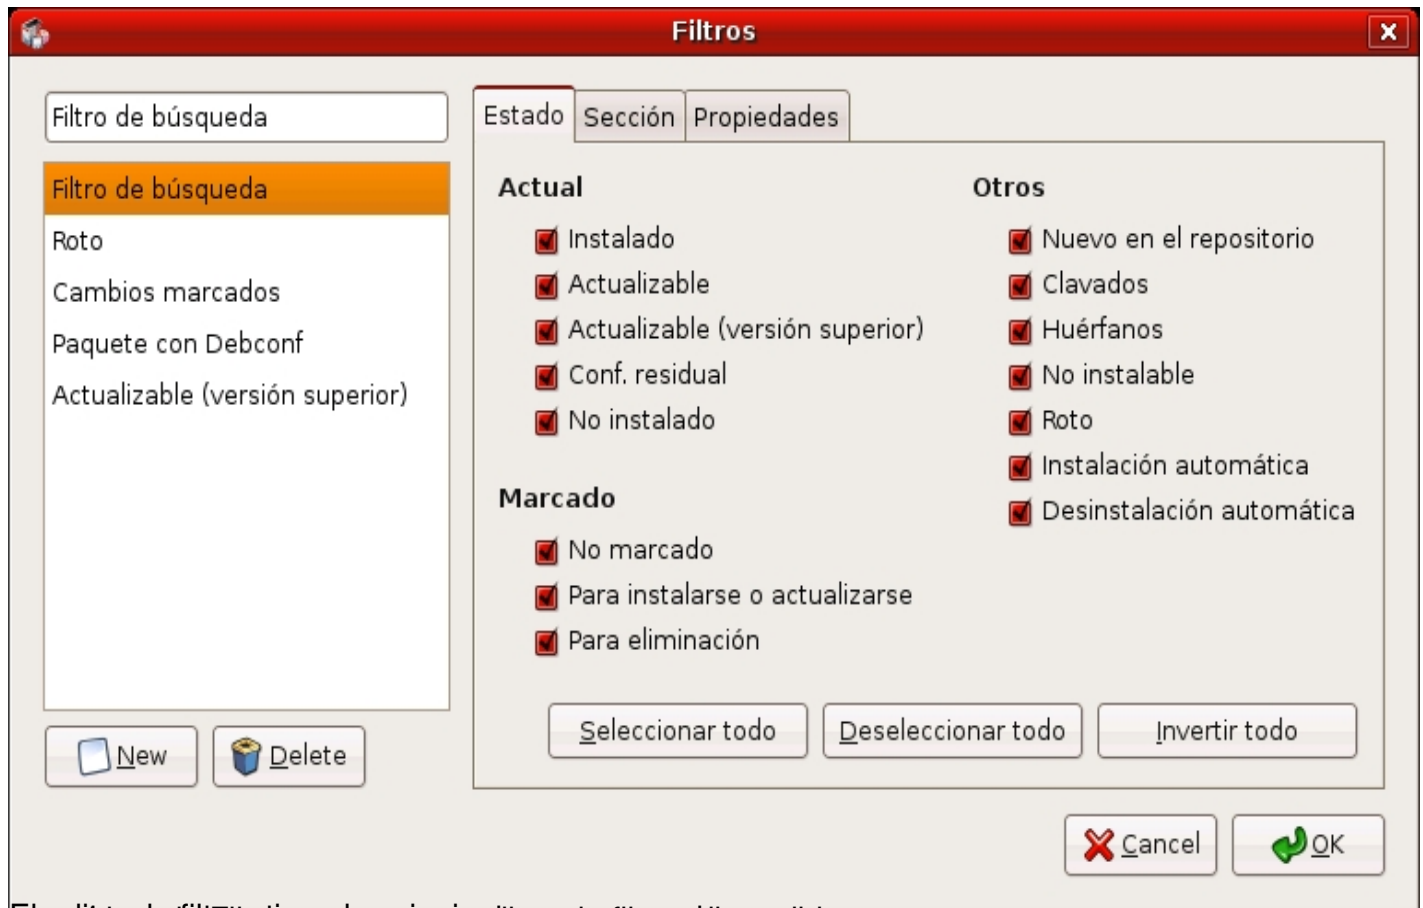 Filtros
Filtro de búsqueda
Filtro de búsqueda
Roto
Cambios marcados
Paquete con Debconf
Actualizable (versión superior)
New
Delete
Estado
Sección
Propiedades
Actual
Instalado
Actualizable
Actualizable (versión superior)
Conf. residual
No instalado
Marcado
No marcado
Para instalarse o actualizarse
Para eliminación
Otros
Nuevo en el repositorio
Clavados
Huérfanos
No instalable
Roto
Instalación automática
Desinstalación automática
Seleccionar todo
Deseleccionar todo
Invertir todo
Cancel
OK